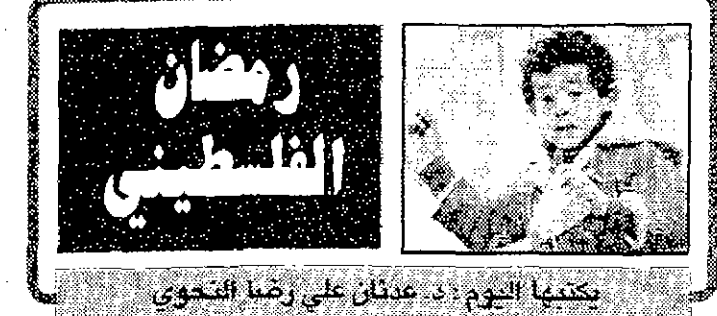 رمضان
الفلسطيني
يكتبها اليوم : د. عدنان علي رضا النحوي